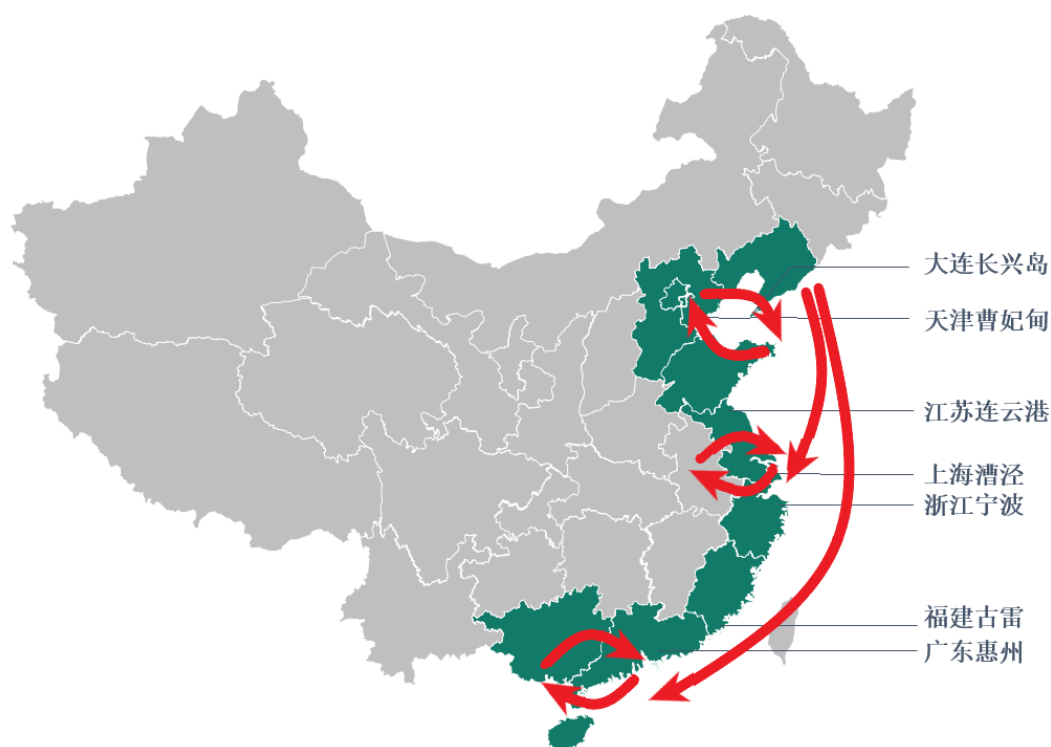 大连长兴岛
天津曹妃甸
江苏连云港
上海漕泾
浙江宁波
福建古雷
广东惠州